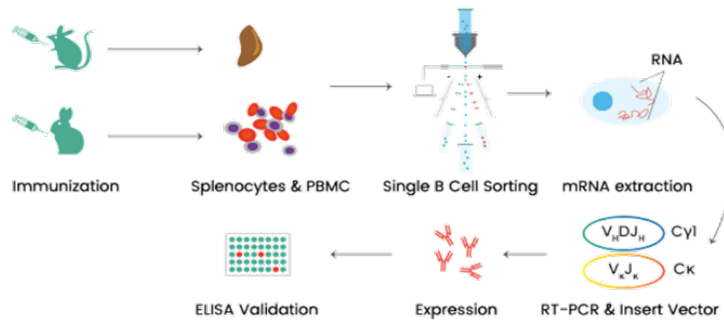 RNA
- +
Immunization
Splenocytes & PBMC
Single B Cell Sorting
mRNA extraction
VHDJH Cγ1
VκJκ Cκ
ELISA Validation
Expression
RT-PCR & Insert Vector